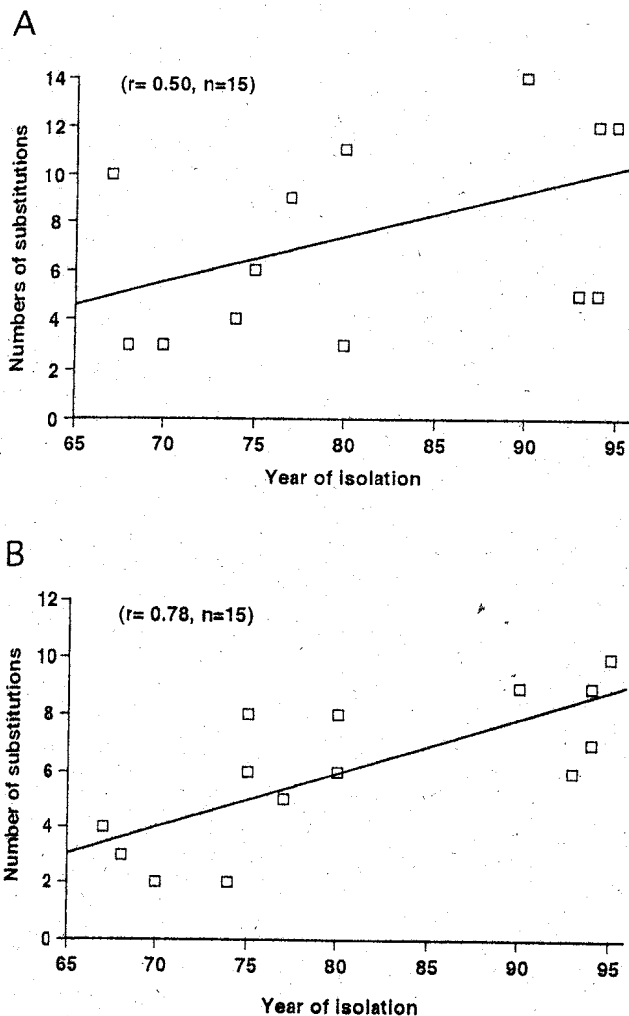 A
(r= 0.50, n=15)
14
12
10
8
6
4
2
0
Numbers of substitutions
65 70 75 80 85 90 95
Year of isolation
B
(r= 0.78, n=15)
12
10
8
6
4
2
0
Number of substitutions
65 70 75 80 85 90 95
Year of isolation